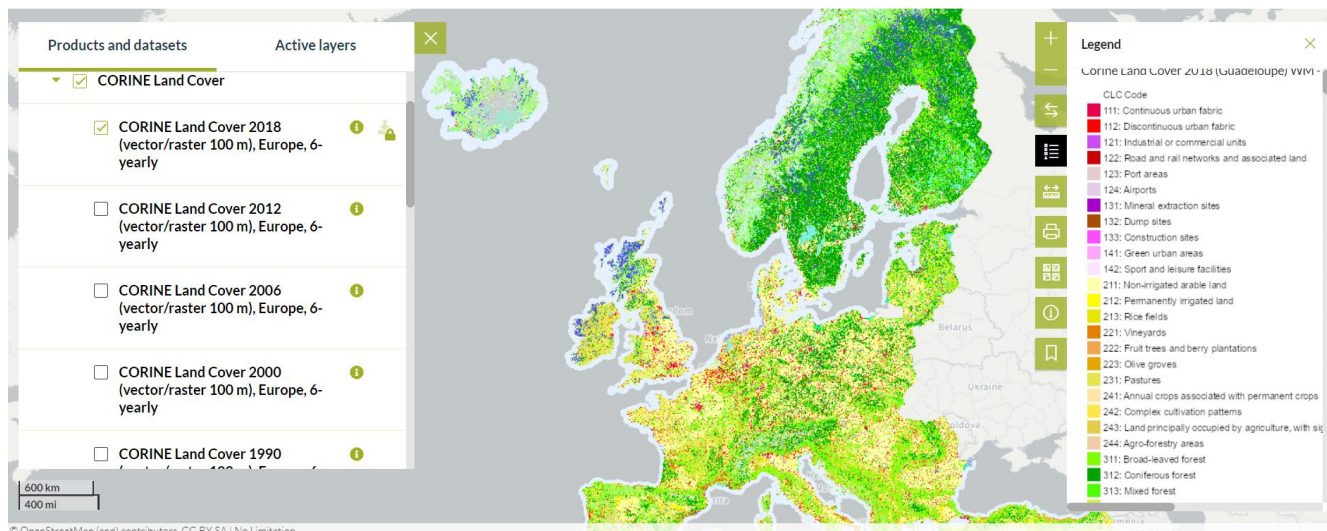 Products and datasets
Active layers
CORINE Land Cover
CORINE Land Cover 2018
(vector/raster 100 m), Europe, 6-
yearly
CORINE Land Cover 2012
(vector/raster 100 m), Europe, 6-
yearly
CORINE Land Cover 2006
(vector/raster 100 m), Europe, 6-
yearly
CORINE Land Cover 2000
(vector/raster 100 m), Europe, 6-
yearly
CORINE Land Cover 1990
600 km
400 mi
Belarus
Ukraine
Legend
Corine Land Cover 2018 (Guadeloupe) WM -
CLC Code
111: Continuous urban fabric
112: Discontinuous urban fabric
121: Industrial or commercial units
122: Road and rail networks and associated land
123: Port areas
124: Airports
131: Mineral extraction sites
132: Dump sites
133: Construction sites
141: Green urban areas
142: Sport and leisure facilities
211: Non-irrigated arable land
212: Permanently irrigated land
213: Rice fields
221: Vineyards
222: Fruit trees and berry plantations
223: Olive groves
231: Pastures
241: Annual crops associated with permanent crops
242: Complex cultivation patterns
243: Land principally occupied by agriculture, with sig
244: Agro-forestry areas
311: Broad-leaved forest
312: Coniferous forest
313: Mixed forest